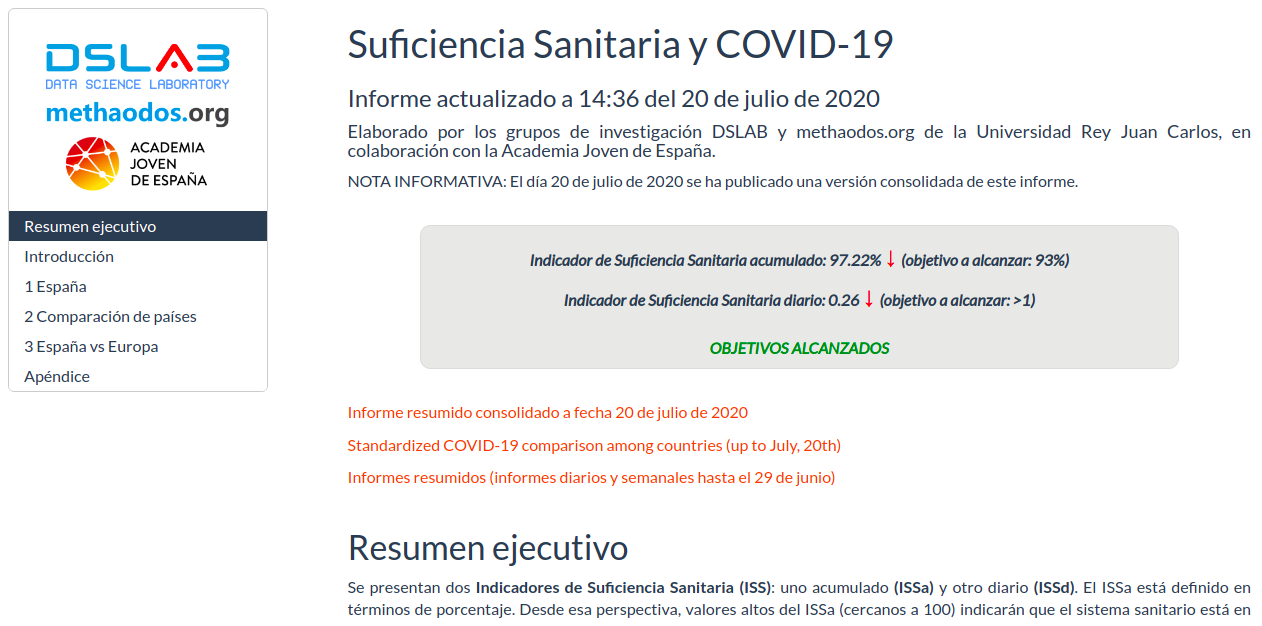 DSLAB
DATA SCIENCE LABORATORY
methaodos.org
ACADEMIA
JOVEN
DE ESPAÑA
Resumen ejecutivo
Introducción
1 España
2 Comparación de países
3 España vs Europa
Apéndice
Suficiencia Sanitaria y COVID-19
Informe actualizado a 14:36 del 20 de julio de 2020
Elaborado por los grupos de investigación DSLAB y methaodos.org de la Universidad Rey Juan Carlos, en
colaboración con la Academia Joven de España.
NOTA INFORMATIVA: El día 20 de julio de 2020 se ha publicado una versión consolidada de este informe.
Indicador de Suficiencia Sanitaria acumulado: 97.22% ↓ (objetivo a alcanzar: 93%)
Indicador de Suficiencia Sanitaria diario: 0.26 ↓ (objetivo a alcanzar: >1)
OBJETIVOS ALCANZADOS
Informe resumido consolidado a fecha 20 de julio de 2020
Standardized COVID-19 comparison among countries (up to July, 20th)
Informes resumidos (informes diarios y semanales hasta el 29 de junio)
Resumen ejecutivo
Se presentan dos Indicadores de Suficiencia Sanitaria (ISS): uno acumulado (ISSa) y otro diario (ISSd). El ISSa está definido en
términos de porcentaje. Desde esa perspectiva, valores altos del ISSa (cercanos a 100) indicarán que el sistema sanitario está en